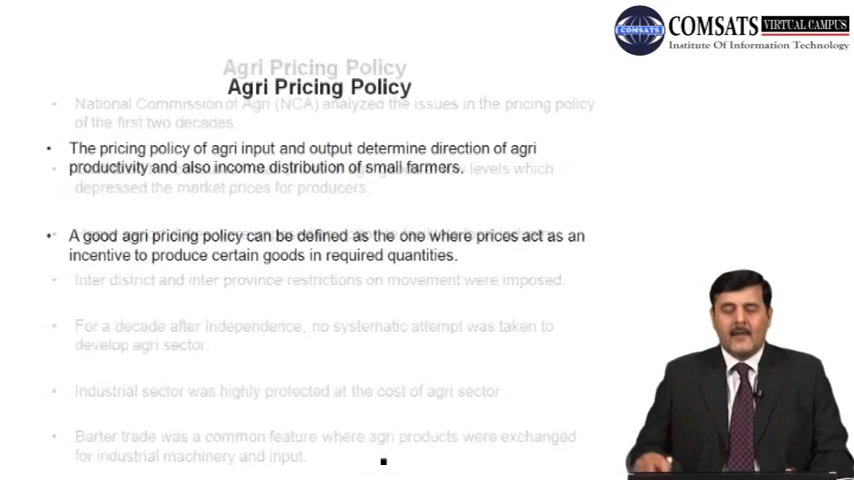 COMSATS VIRTUAL CAMPUS
COMSATS
Institute Of Information Technology
Agri Pricing Policy
Agri Pricing Policy
National Commission of Agri (NCA) analyzed the issues in the pricing policy
of the first two decades.
The pricing policy of agri input and output determine direction of agri
productivity and also income distribution of small farmers.
levels which
depressed the market prices for producers.
A good agri pricing policy can be defined as the one where prices act as an
incentive to produce certain goods in required quantities.
Inter district and inter province restrictions on movement were imposed.
For a decade after independence, no systematic attempt was taken to
develop agri sector.
Industrial sector was highly protected at the cost of agri sector
Barter trade was a common feature where agri products were exchanged
for industrial machinery and input.